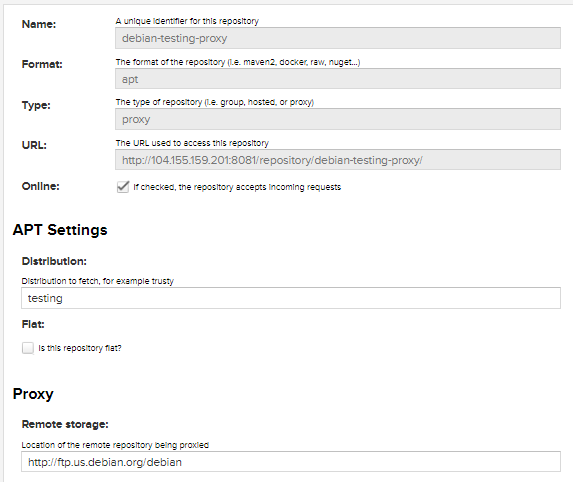 Name:
A unique identifier for this repository
debian-testing-proxy
Format:
The format of the repository (i.e. maven2, docker, raw, nuget...)
apt
Type:
The type of repository (i.e. group, hosted, or proxy)
proxy
URL:
The URL used to access this repository
http://104.155.159.201:8081/repository/debian-testing-proxy/
Online:
If checked, the repository accepts incoming requests
APT Settings
Distribution:
Distribution to fetch, for example trusty
testing
Flat:
Is this repository flat?
Proxy
Remote storage:
Location of the remote repository being proxied
http://ftp.us.debian.org/debian